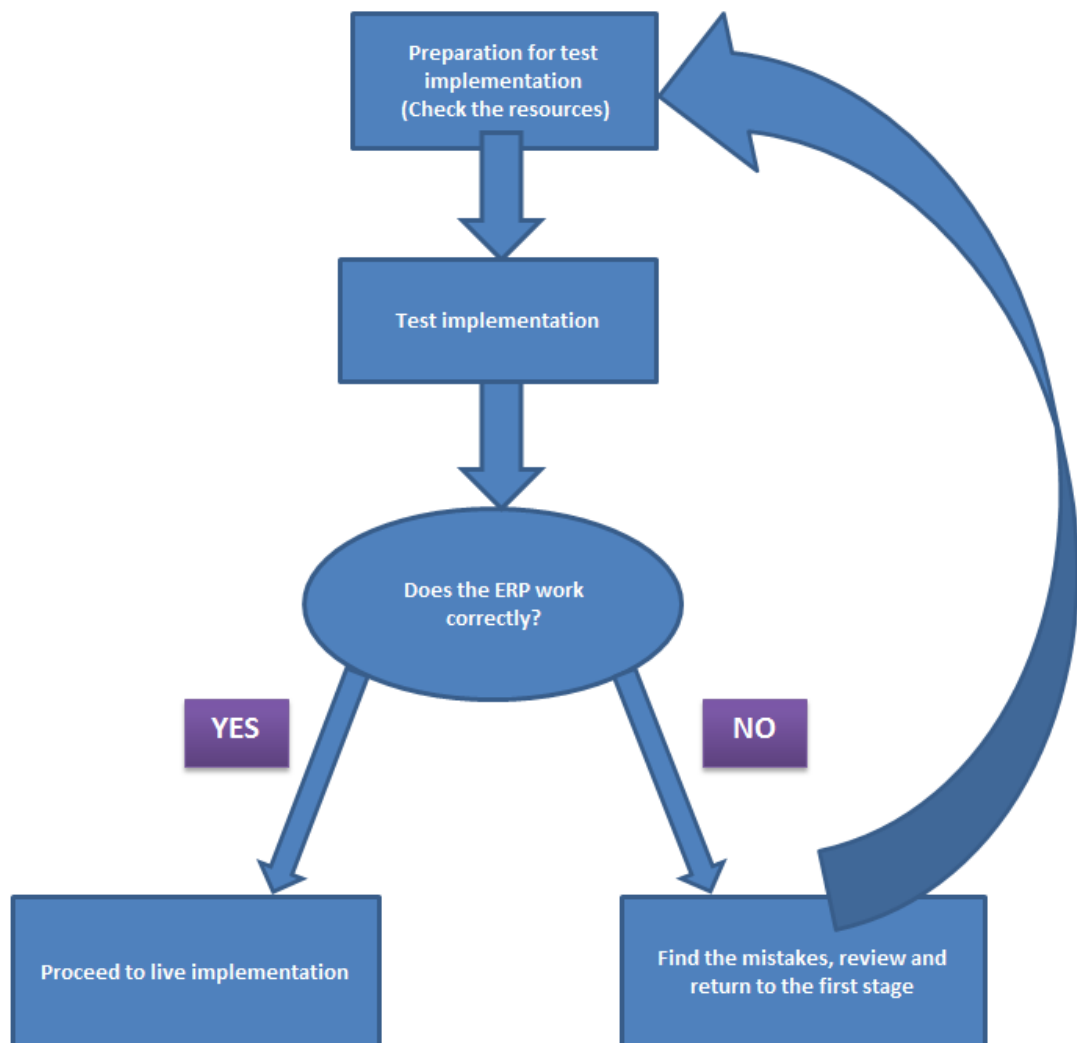 Preparation for test
implementation
(Check the resources)
Test implementation
Does the ERP work
correctly?
YES
NO
Proceed to live implementation
Find the mistakes, review and
return to the first stage